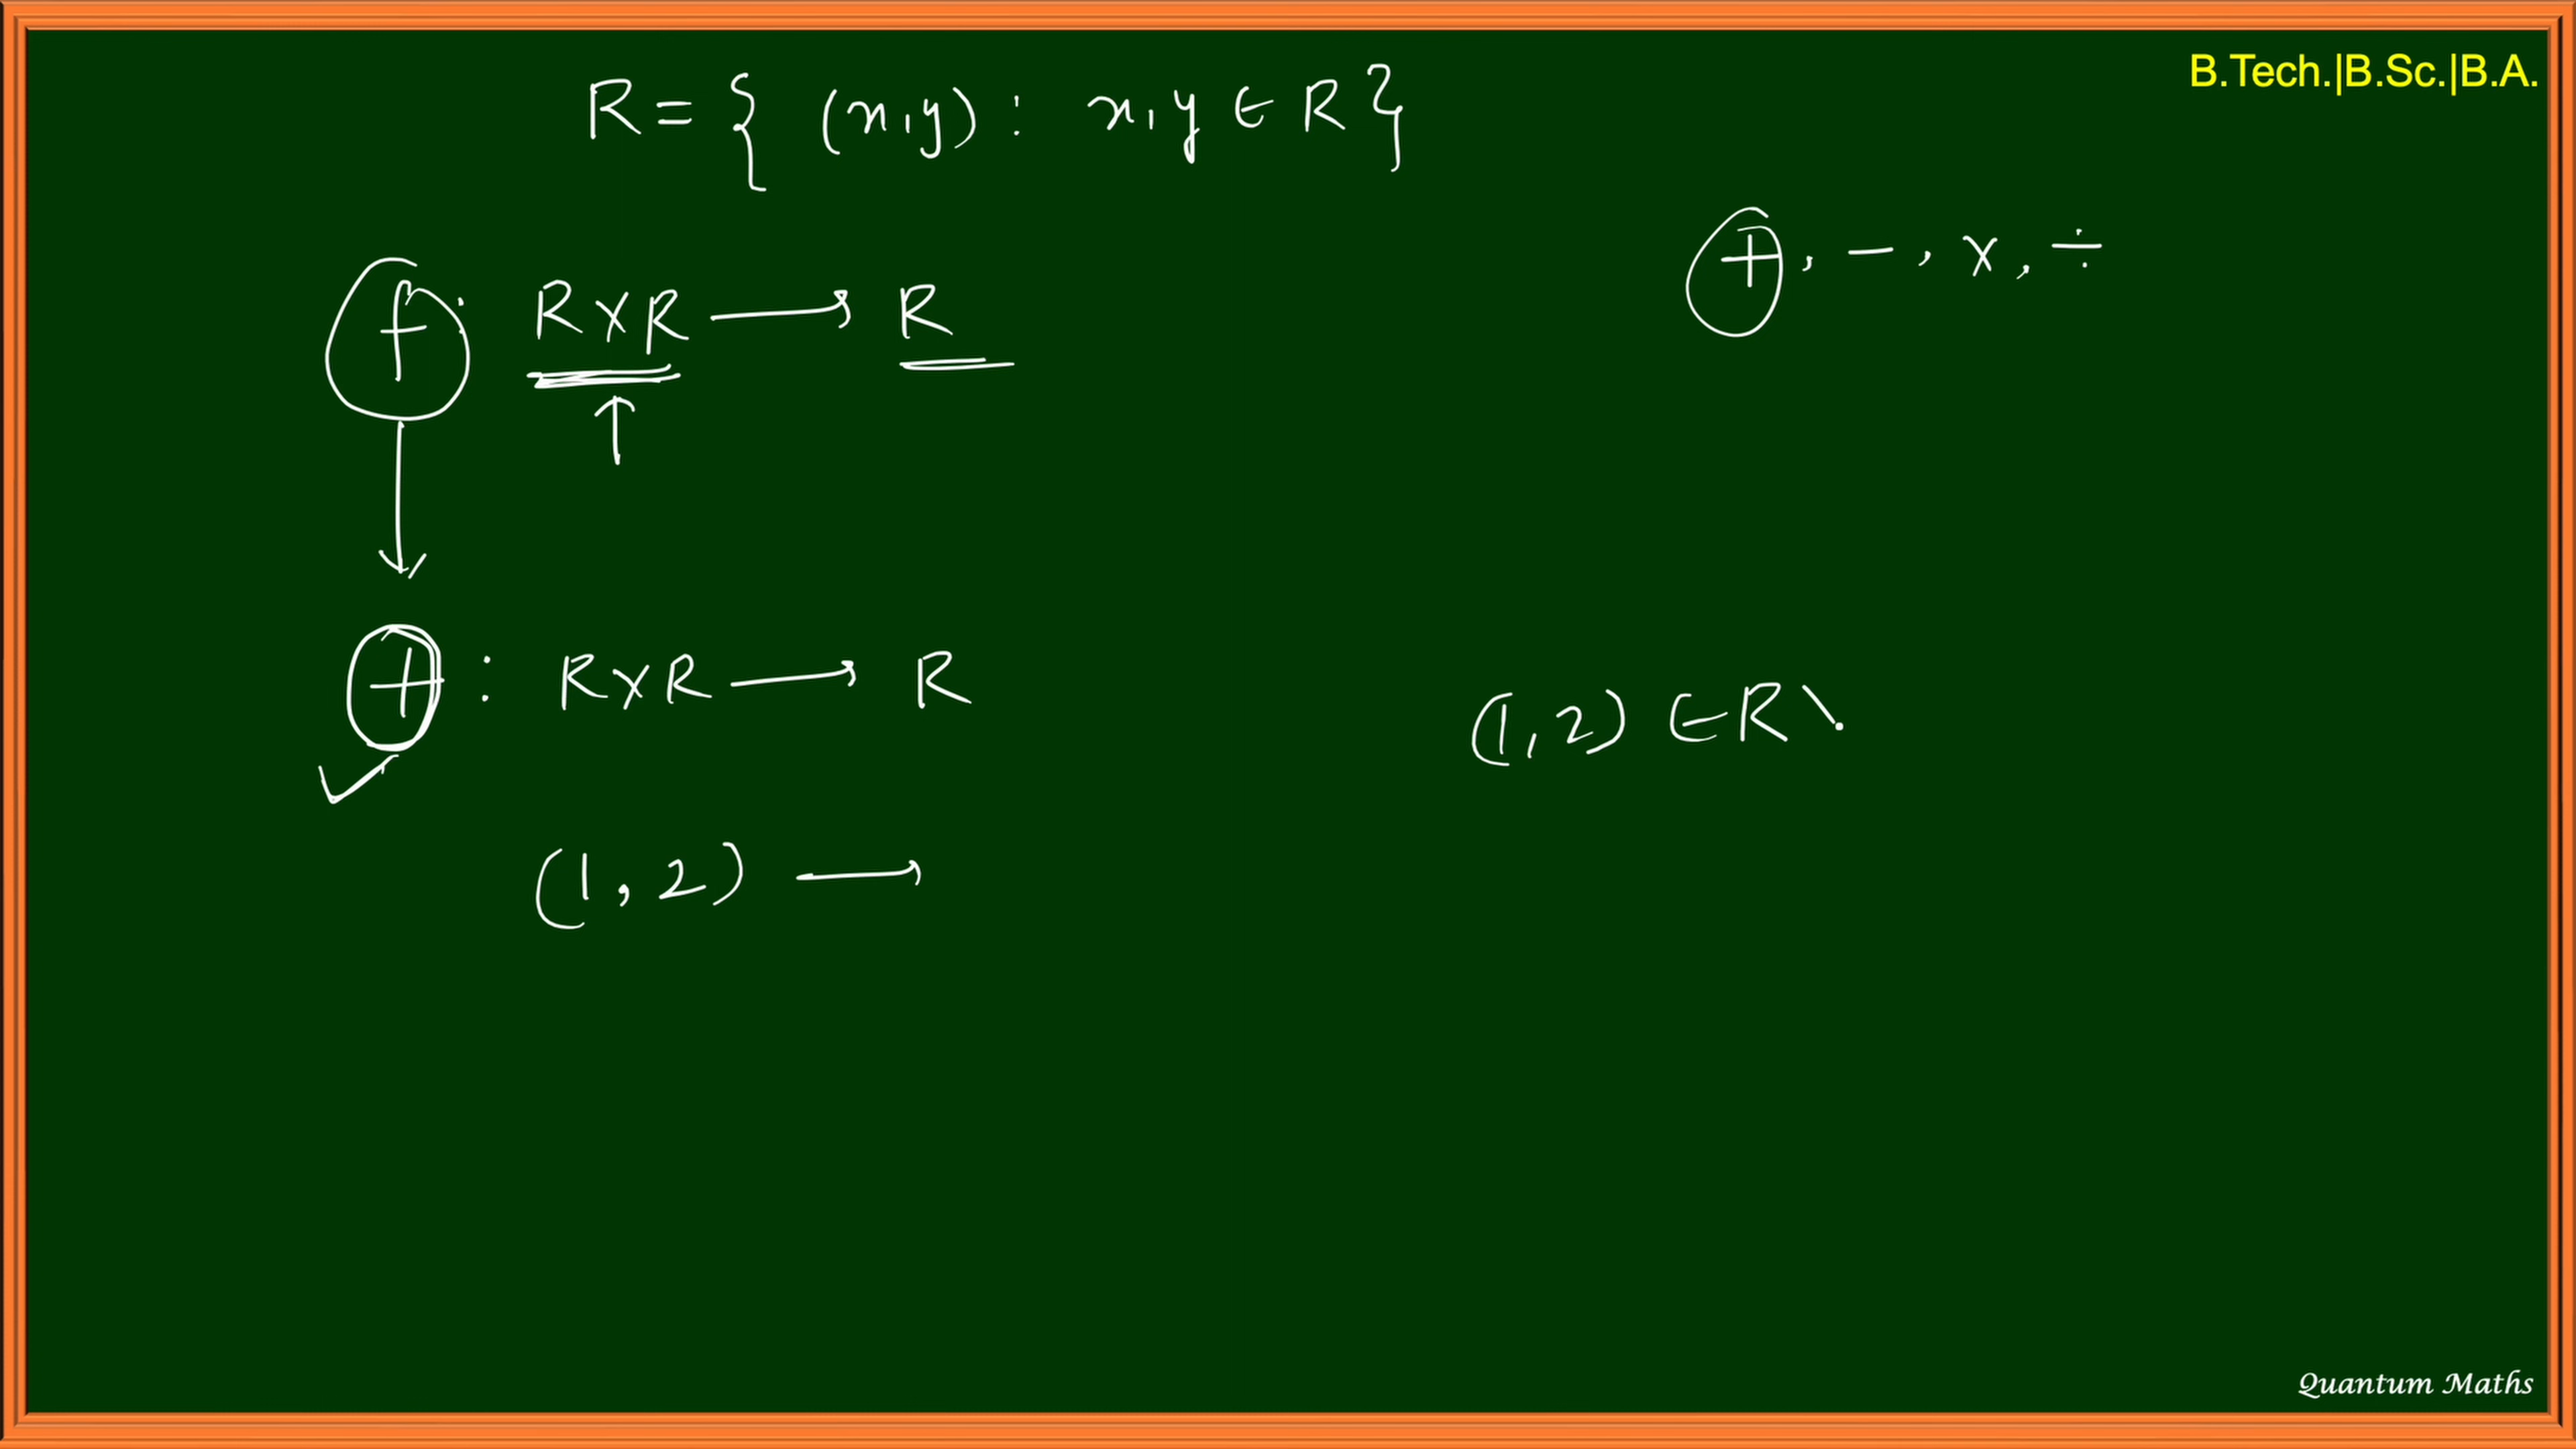 B.Tech.|B.Sc.|B.A.
R = { (x,y) : x,y ∈ R }
+, -, x, ÷
f : R x R → R
+ : R x R → R
(1,2) ∈ R \
(1, 2) →
Quantum Maths